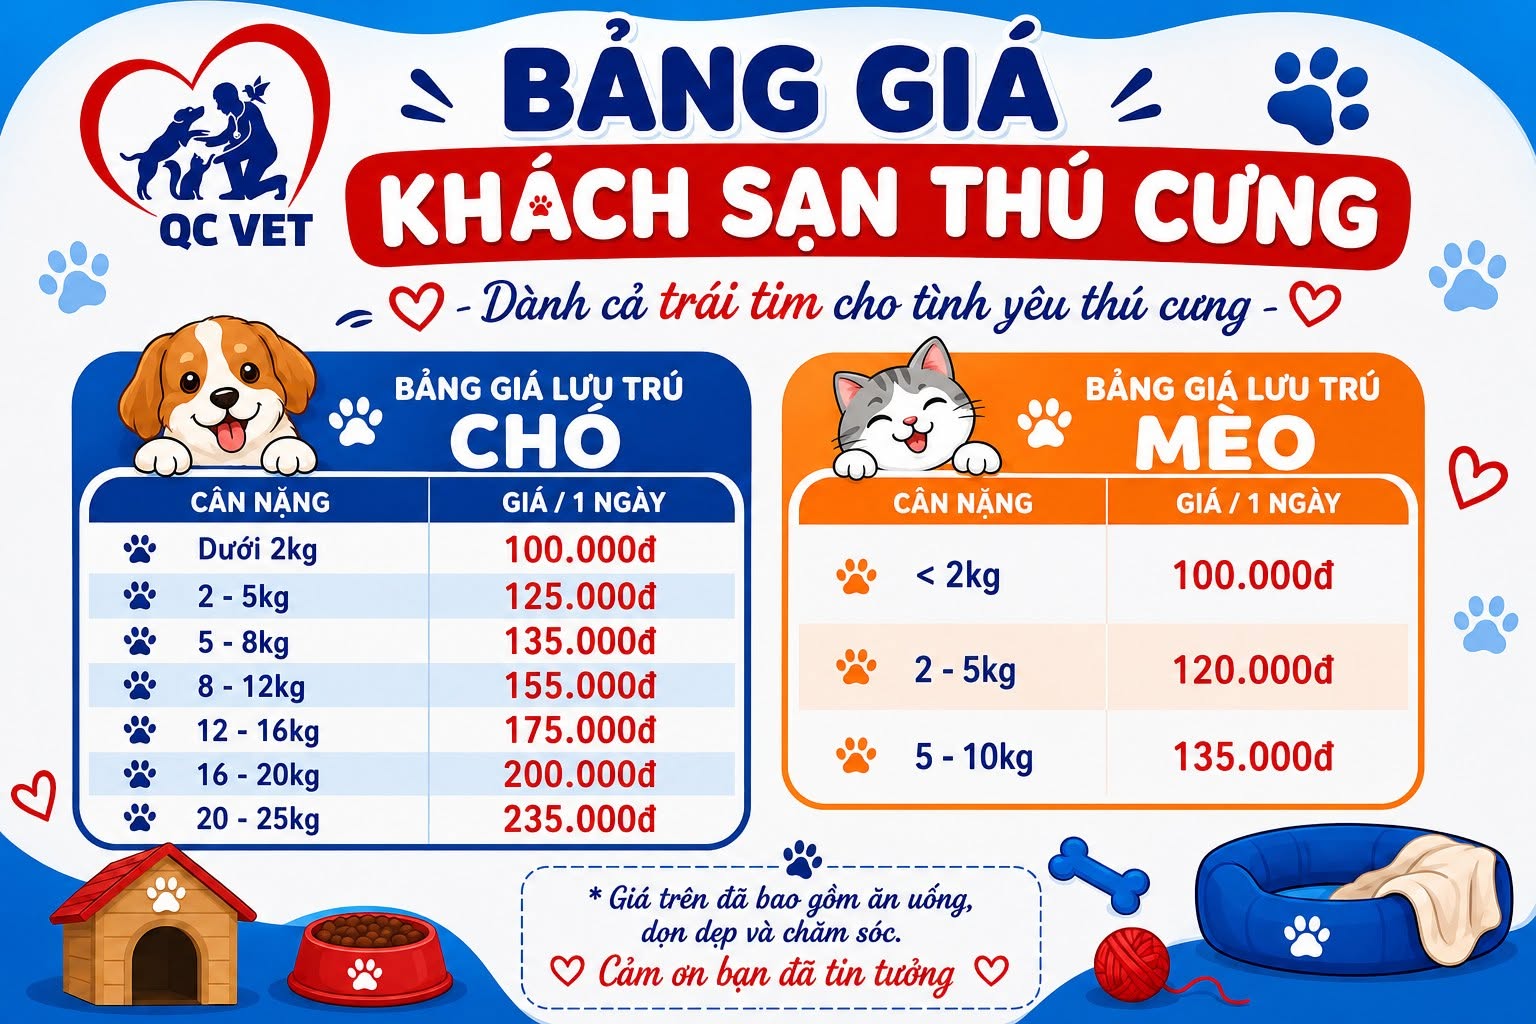 QC VET
BẢNG GIÁ
KHÁCH SẠN THÚ CƯNG
- Dành cả trái tim cho tình yêu thú cưng -
BẢNG GIÁ LƯU TRÚ
CHÓ
CÂN NẶNG GIÁ / 1 NGÀY
Dưới 2kg 100.000đ
2 - 5kg 125.000đ
5 - 8kg 135.000đ
8 - 12kg 155.000đ
12 - 16kg 175.000đ
16 - 20kg 200.000đ
20 - 25kg 235.000đ
BẢNG GIÁ LƯU TRÚ
MÈO
CÂN NẶNG GIÁ / 1 NGÀY
< 2kg 100.000đ
2 - 5kg 120.000đ
5 - 10kg 135.000đ
* Giá trên đã bao gồm ăn uống,
dọn dẹp và chăm sóc.
Cảm ơn bạn đã tin tưởng